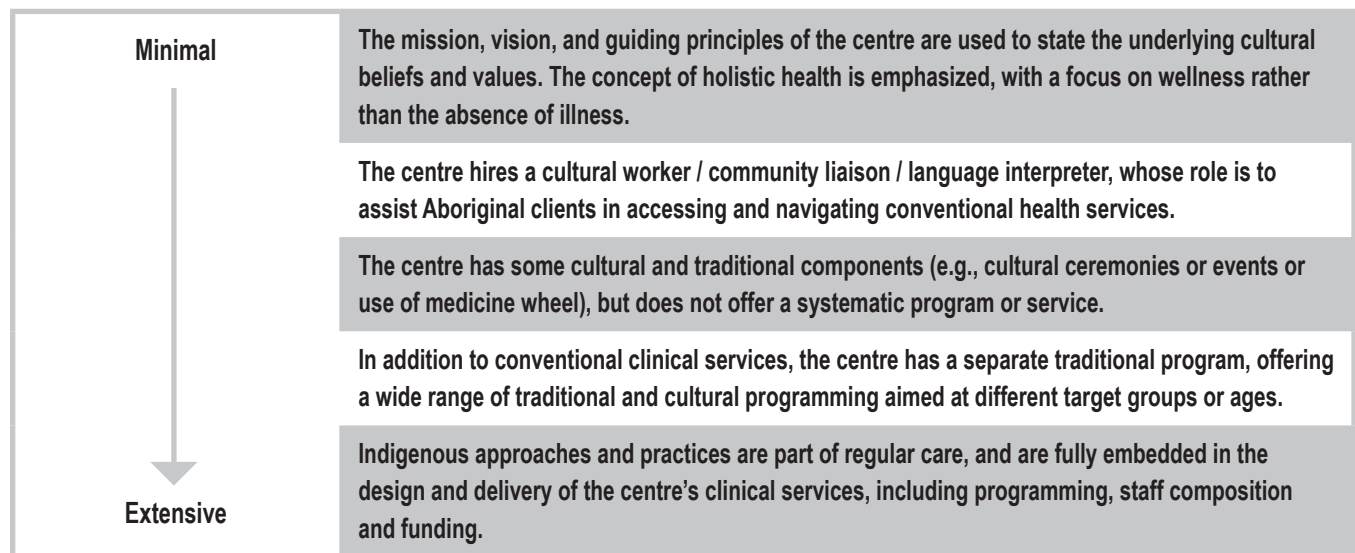 Minimal
The mission, vision, and guiding principles of the centre are used to state the underlying cultural
beliefs and values. The concept of holistic health is emphasized, with a focus on wellness rather
than the absence of illness.
The centre hires a cultural worker / community liaison / language interpreter, whose role is to
assist Aboriginal clients in accessing and navigating conventional health services.
The centre has some cultural and traditional components (e.g., cultural ceremonies or events or
use of medicine wheel), but does not offer a systematic program or service.
In addition to conventional clinical services, the centre has a separate traditional program, offering
a wide range of traditional and cultural programming aimed at different target groups or ages.
Indigenous approaches and practices are part of regular care, and are fully embedded in the
design and delivery of the centre's clinical services, including programming, staff composition
and funding.
Extensive